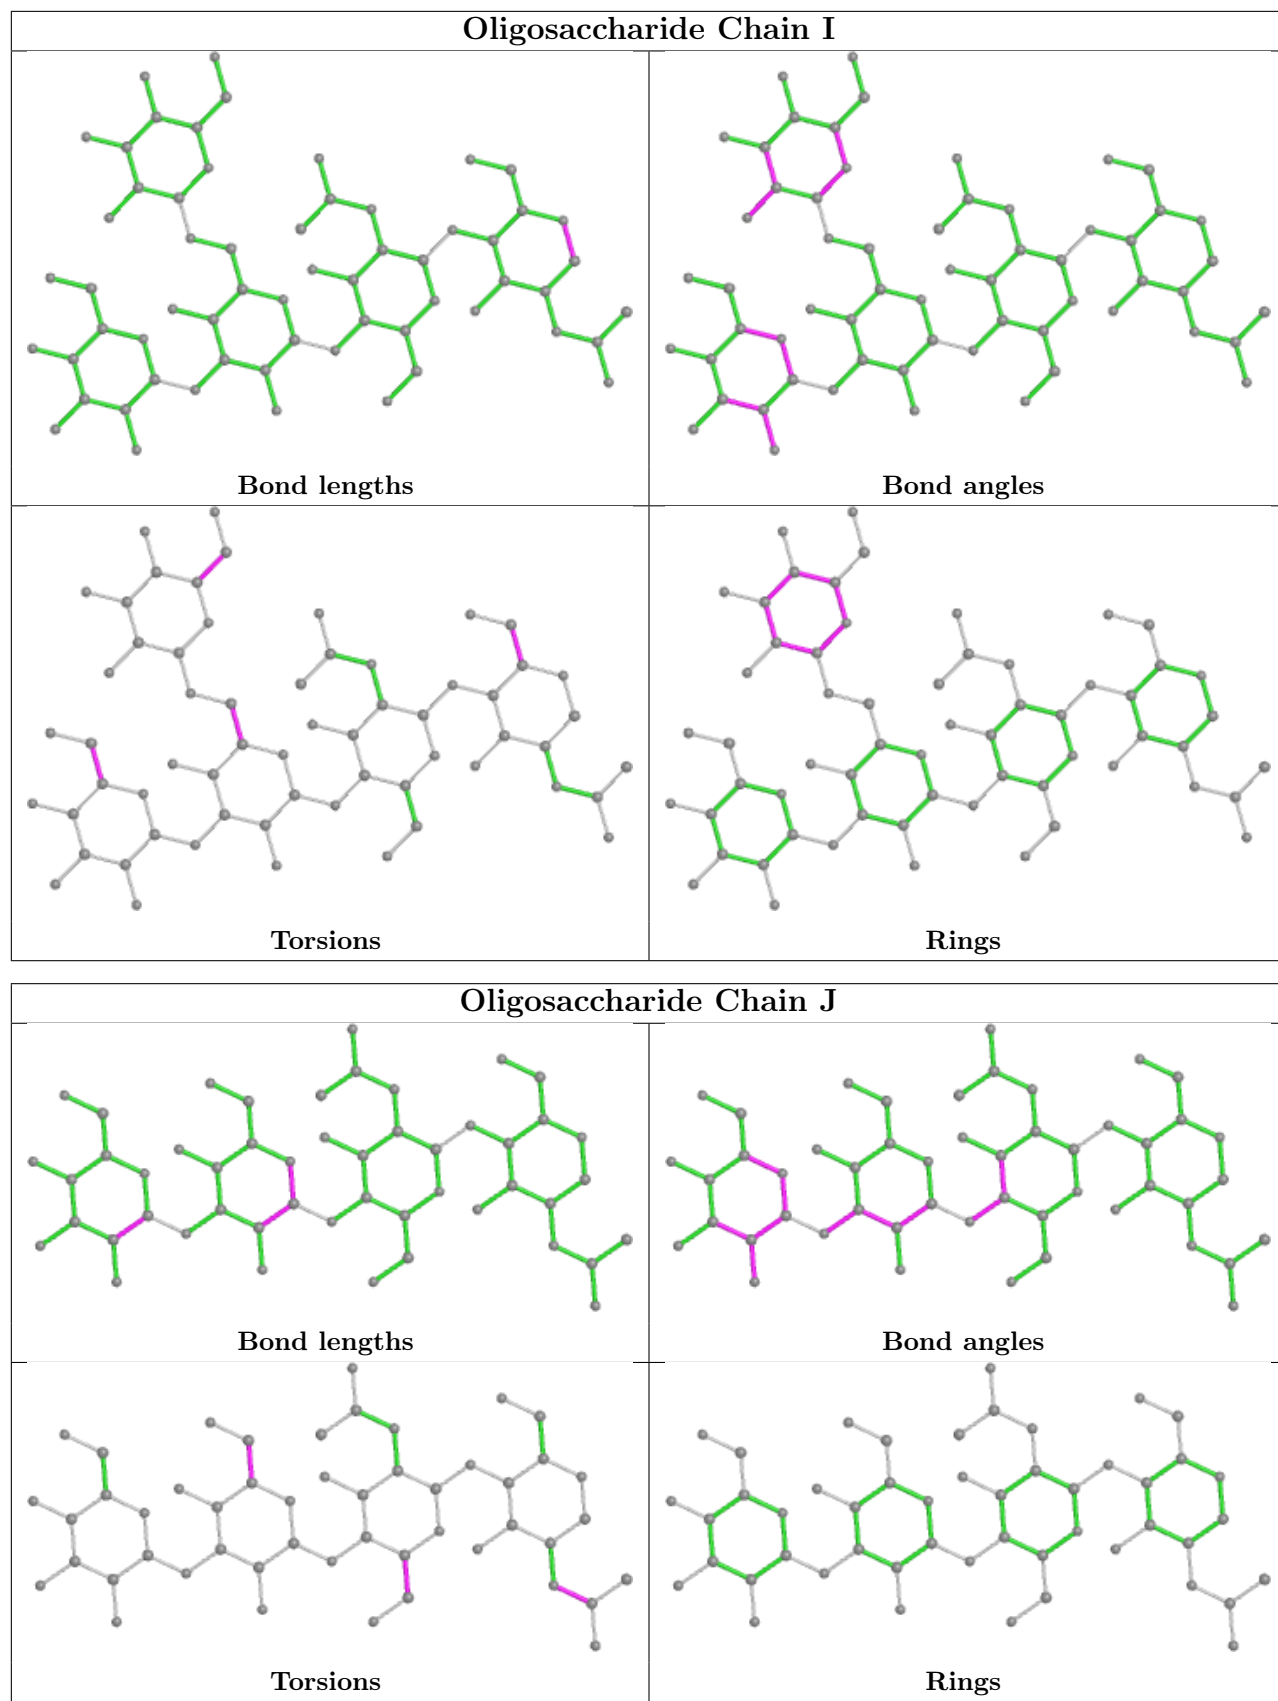 Oligosaccharide Chain I
Bond lengths
Bond angles
Torsions
Rings
Oligosaccharide Chain J
Bond lengths
Bond angles
Torsions
Rings